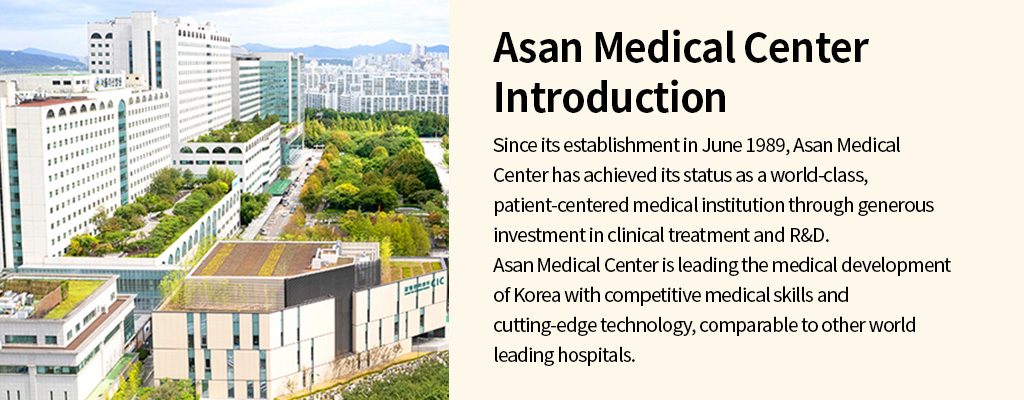 Asan Medical Center
Introduction
Since its establishment in June 1989, Asan Medical
Center has achieved its status as a world-class,
patient-centered medical institution through generous
investment in clinical treatment and R&D.
Asan Medical Center is leading the medical development
of Korea with competitive medical skills and
cutting-edge technology, comparable to other world
leading hospitals.
CIC